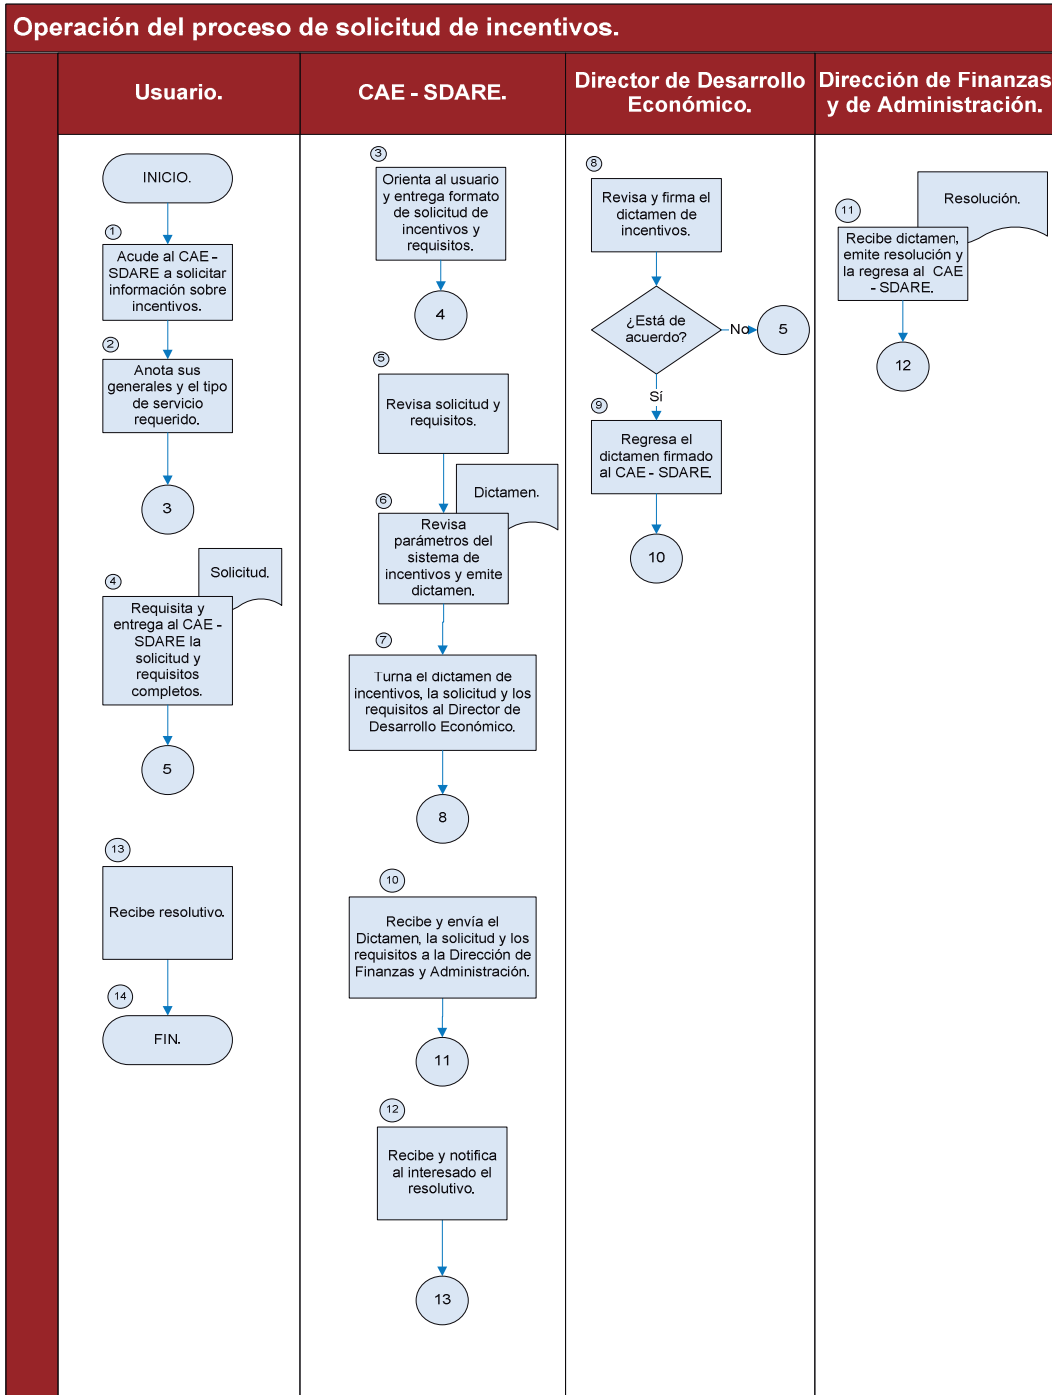 Operación del proceso de solicitud de incentivos.
Usuario.
CAE - SDARE.
Director de Desarrollo
Económico.
Dirección de Finanzas
y de Administración.
INICIO.
1
Acude al CAE -
SDARE a solicitar
información sobre
incentivos.
2
Anota sus
generales y el tipo
de servicio
requerido.
3
4
Solicitud.
Requisita y
entrega al CAE -
SDARE la
solicitud y
requisitos
completos.
5
13
Recibe resolutivo.
14
FIN.
3
Orienta al usuario
y entrega formato
de solicitud de
incentivos y
requisitos.
4
5
Revisa solicitud y
requisitos.
Dictamen.
6
Revisa
parámetros del
sistema de
incentivos y emite
dictamen.
7
Turna el dictamen de
incentivos, la solicitud y los
requisitos al Director de
Desarrollo Económico.
8
10
Recibe y envía el
Dictamen, la solicitud y los
requisitos a la Dirección de
Finanzas y Administración.
11
12
Recibe y notifica
al interesado el
resolutivo.
13
8
Revisa y firma el
dictamen de
incentivos.
¿Está de
acuerdo?
No
5
Sí
9
Regresa el
dictamen firmado
al CAE - SDARE.
10
Resolución.
11
Recibe dictamen,
emite resolución y
la regresa al CAE
- SDARE.
12